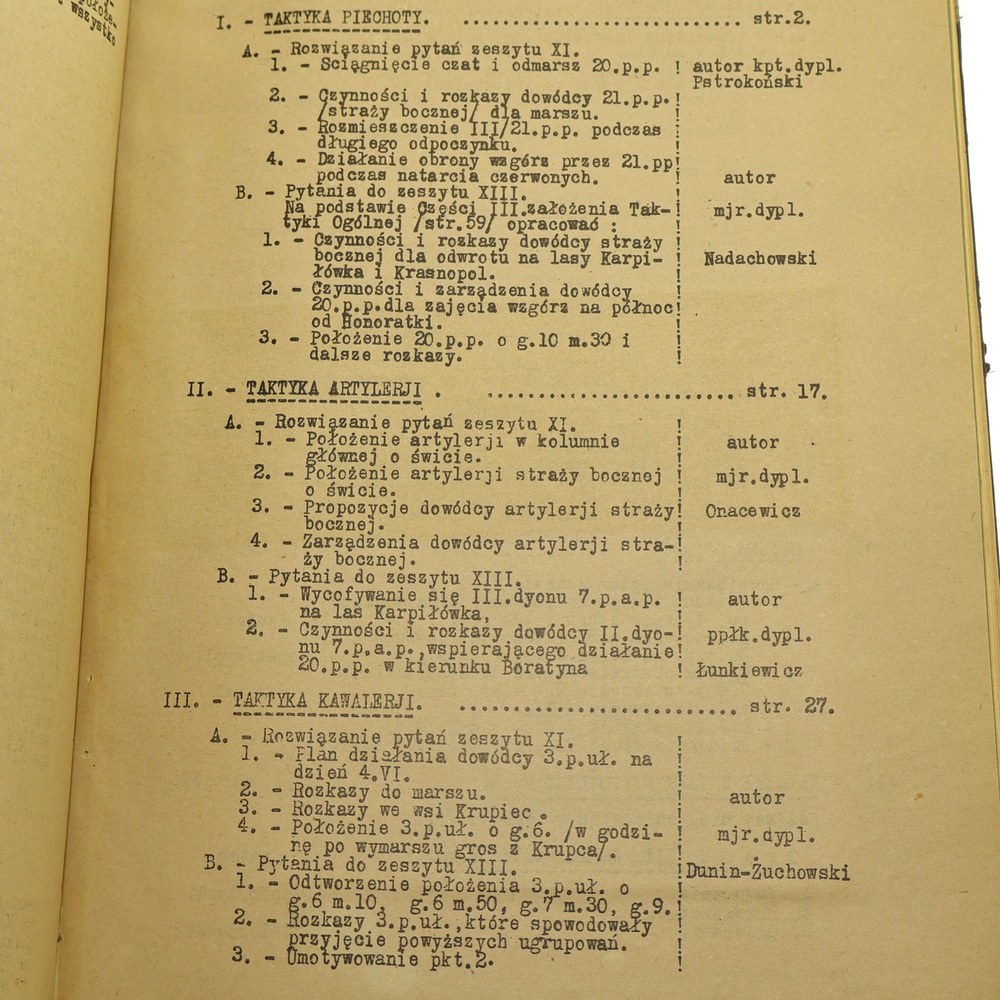 wszystko
I. - TAKTYKA PIECHOTY. ............................ str.2.
A. - Rozwiązanie pytań zeszytu XI.
1. - Sciągnięcie czat i odmarsz 20.p.p. ! autor kpt.dypl.
Pstrokoński
2. - Czynności i rozkazy dowódcy 21.p.p.!
/straży bocznej/ dla marszu. !
3. - Rozmieszczenie III/21.p.p. podczas !
długiego odpoczynku. !
4. - Działanie obrony wzgórz przez 21.pp!
podczas natarcia czerwonych. ! autor
B. - Pytania do zeszytu XIII. !
Na podstawie Części III.założenia Tak-! mjr.dypl.
tyki Ogólnej /str.59/ opracować : !
1. - Czynności i rozkazy dowódcy straży !
bocznej dla odwrotu na lasy Karpi- ! Nadachowski
łówka i Krasnopol. !
2. - Czynności i zarządzenia dowódcy !
20.p.p.dla zajęcia wzgórz na północ!
od Honoratki. !
3. - Położenie 20.p.p. o g.10 m.30 i !
dalsze rozkazy. !
II. - TAKTYKA ARTYLERJI . ........................ str. 17.
A. - Rozwiązanie pytań zeszytu XI. !
1. - Położenie artylerji w kolumnie ! autor
głównej o świcie. !
2. - Położenie artylerji straży bocznej ! mjr.dypl.
o świcie. !
3. - Propozycje dowódcy artylerji straży! Onacewicz
bocznej. !
4. - Zarządzenia dowódcy artylerji stra-!
ży bocznej. !
B. - Pytania do zeszytu XIII.
1. - Wycofywanie się III.dyonu 7.p.a.p. ! autor
na las Karpiłówka, !
2. - Czynności i rozkazy dowódcy II.dyo-! ppłk.dypl.
nu 7.p.a.p.,wspierającego działanie!
20.p.p. w kierunku Boratyna ! Łunkiewicz
III. - TAKTYKA KAWALERJI. ........................... str. 27.
A. - Rozwiązanie pytań zeszytu XI. !
1. - Plan działania dowódcy 3.p.uł. na !
dzień 4.VI. !
2. - Rozkazy do marszu. ! autor
3. - Rozkazy we wsi Krupiec. !
4. - Położenie 3.p.uł. o g.6. /w godzi- ! mjr.dypl.
nę po wymarszu gros z Krupca/. !
B. - Pytania do zeszytu XIII. !Dunin-Żuchowski
1. - Odtworzenie położenia 3.p.uł. o !
g.6 m.10, g.6 m.50, g.7 m.30, g.9.!
2. - Rozkazy 3.p.uł.,które spowodowały !
przyjęcie powyższych ugrupowań. !
3. - Umotywowanie pkt.2. !